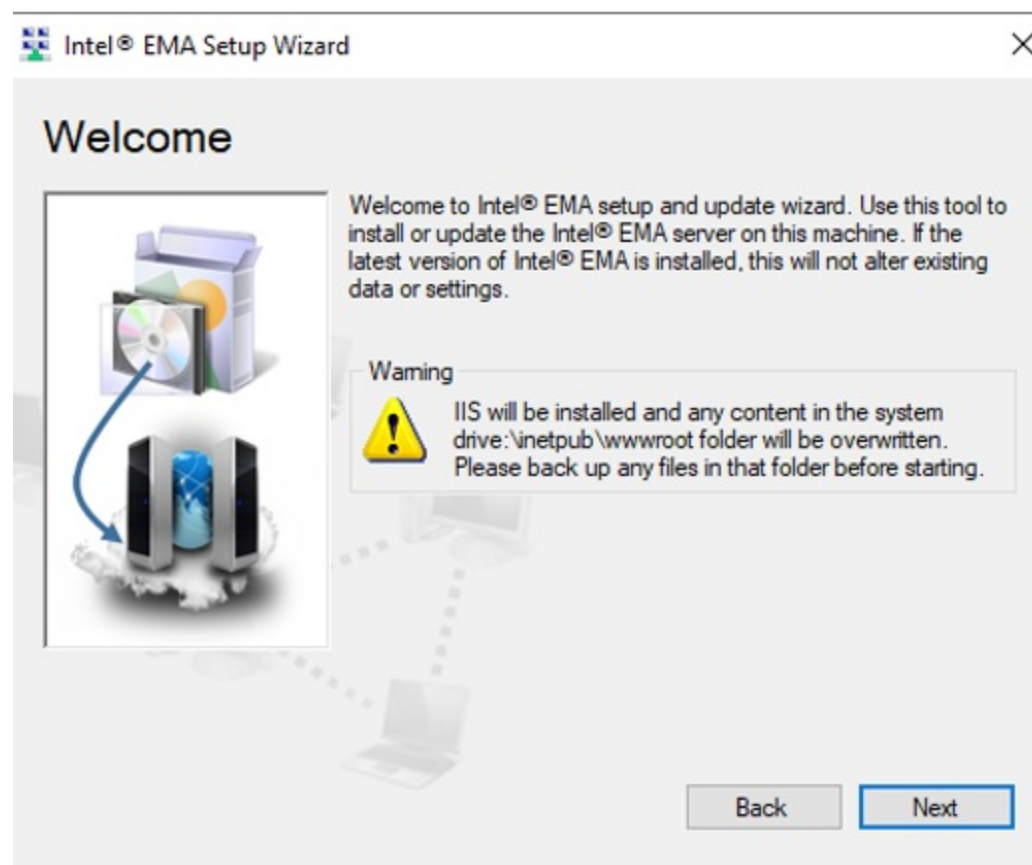 Intel® EMA Setup Wizard
Welcome
Welcome to Intel® EMA setup and update wizard. Use this tool to
install or update the Intel® EMA server on this machine. If the
latest version of Intel® EMA is installed, this will not alter existing
data or settings.
Warning
IIS will be installed and any content in the system
drive:\inetpub\wwwroot folder will be overwritten.
Please back up any files in that folder before starting.
Back
Next